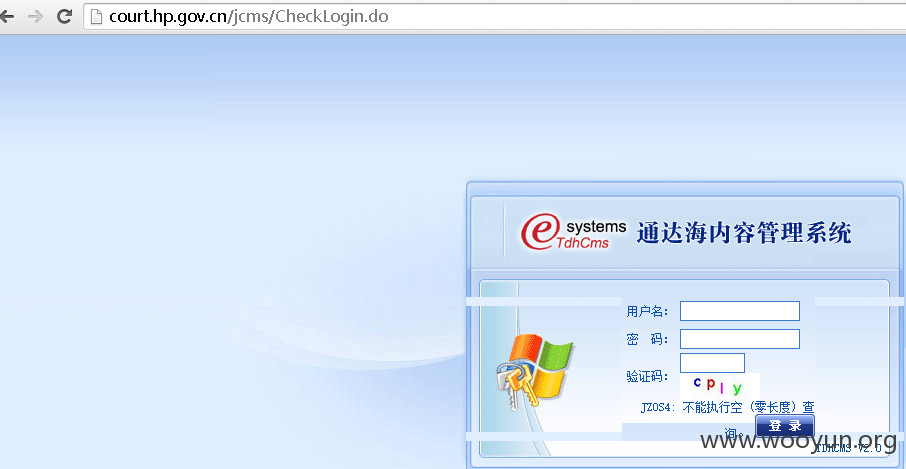 court.hp.gov.cn/jcms/CheckLogin.do
e systems
TdhCms
通达海内容管理系统
用户名:
密 码:
验证码:
c p l y
JZ0S4: 不能执行空 (零长度) 查
询。
登 录
www.wooyun.org
TDHCMS V2.0